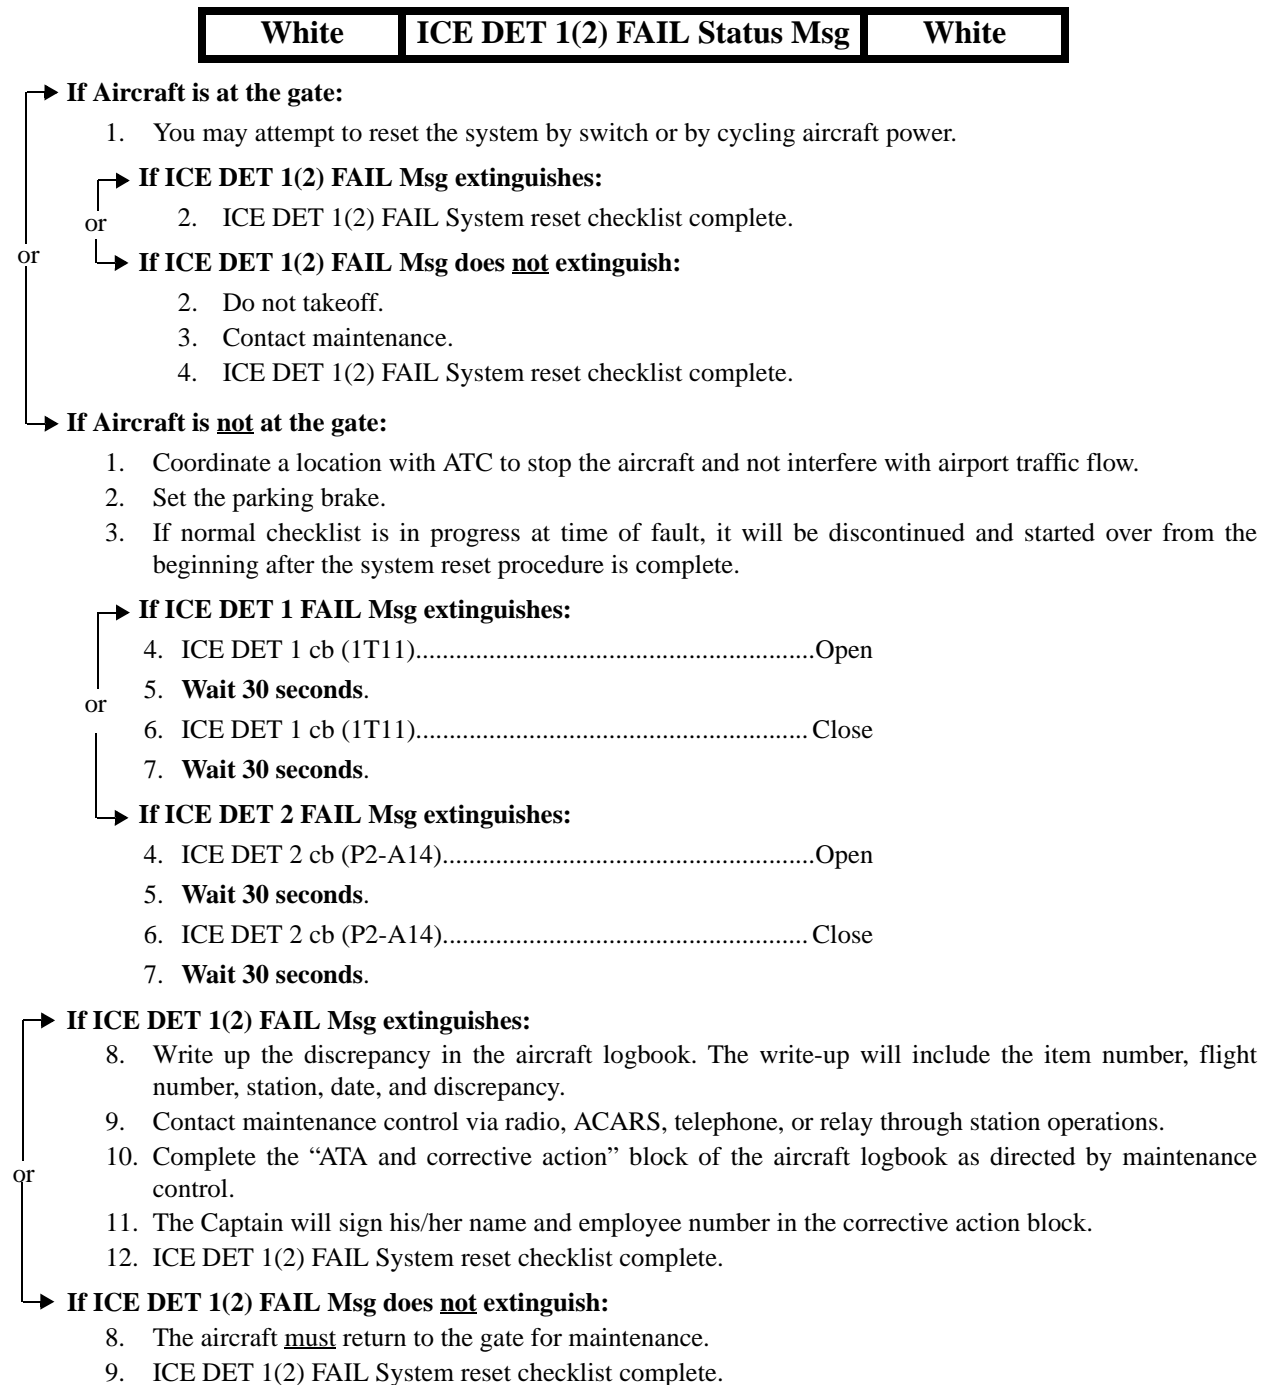 White ICE DET 1(2) FAIL Status Msg White
If Aircraft is at the gate:
1. You may attempt to reset the system by switch or by cycling aircraft power.
If ICE DET 1(2) FAIL Msg extinguishes:
or
2. ICE DET 1(2) FAIL System reset checklist complete.
or
If ICE DET 1(2) FAIL Msg does not extinguish:
2. Do not takeoff.
3. Contact maintenance.
4. ICE DET 1(2) FAIL System reset checklist complete.
If Aircraft is not at the gate:
1. Coordinate a location with ATC to stop the aircraft and not interfere with airport traffic flow.
2. Set the parking brake.
3. If normal checklist is in progress at time of fault, it will be discontinued and started over from the
beginning after the system reset procedure is complete.
If ICE DET 1 FAIL Msg extinguishes:
4. ICE DET 1 cb (1T11)............................................................Open
5. Wait 30 seconds.
or
6. ICE DET 1 cb (1T11)........................................................... Close
7. Wait 30 seconds.
If ICE DET 2 FAIL Msg extinguishes:
4. ICE DET 2 cb (P2-A14)........................................................Open
5. Wait 30 seconds.
6. ICE DET 2 cb (P2-A14)....................................................... Close
7. Wait 30 seconds.
If ICE DET 1(2) FAIL Msg extinguishes:
8. Write up the discrepancy in the aircraft logbook. The write-up will include the item number, flight
number, station, date, and discrepancy.
9. Contact maintenance control via radio, ACARS, telephone, or relay through station operations.
10. Complete the “ATA and corrective action” block of the aircraft logbook as directed by maintenance
or
control.
11. The Captain will sign his/her name and employee number in the corrective action block.
12. ICE DET 1(2) FAIL System reset checklist complete.
If ICE DET 1(2) FAIL Msg does not extinguish:
8. The aircraft must return to the gate for maintenance.
9. ICE DET 1(2) FAIL System reset checklist complete.